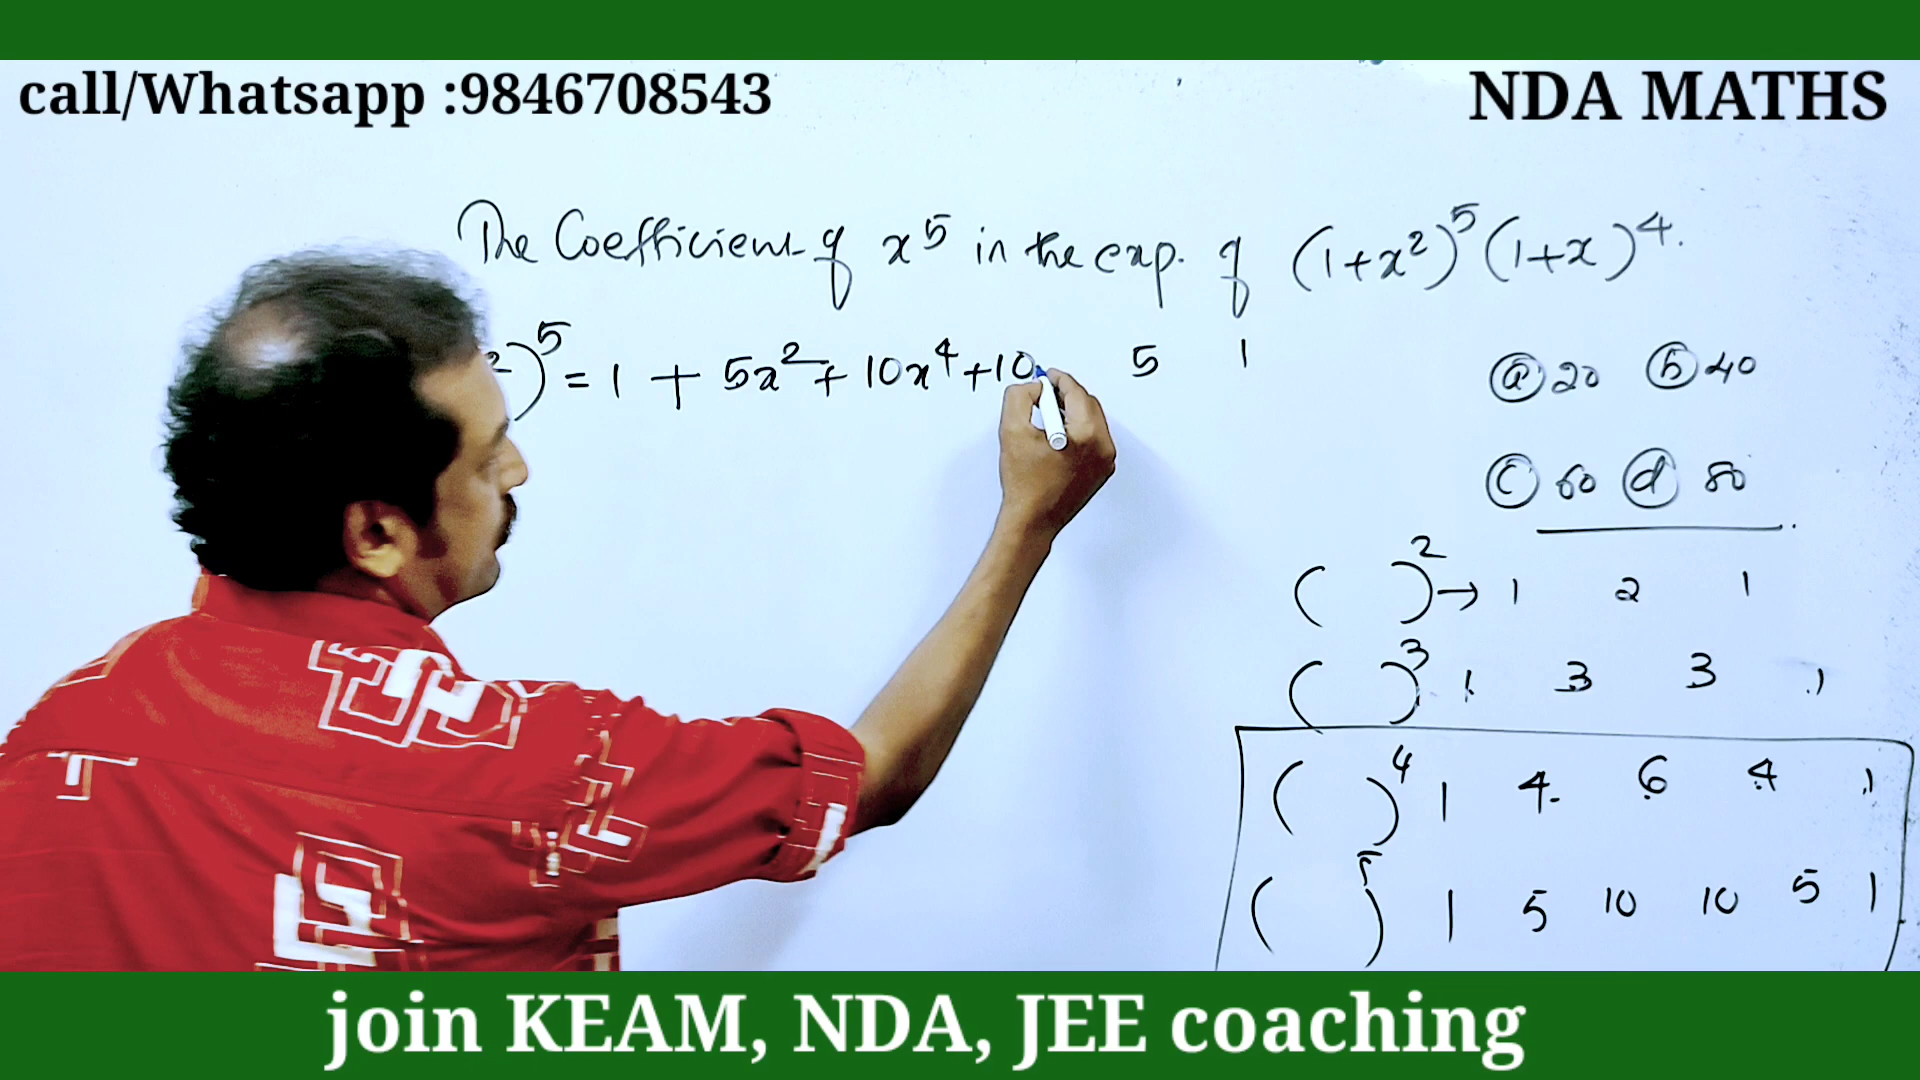 call/Whatsapp :9846708543
NDA MATHS
The Coefficient of x⁵ in the exp. of (1+x²)⁵(1+x)⁴.
²)⁵ = 1 + 5x² + 10x⁴ + 10 5 1
ⓐ 20 ⓑ 40
ⓒ 60 ⓓ 80
( )² → 1 2 1
( )³ 1 3 3 1
( )⁴ 1 4 6 4 1
( )⁵ 1 5 10 10 5 1
join KEAM, NDA, JEE coaching